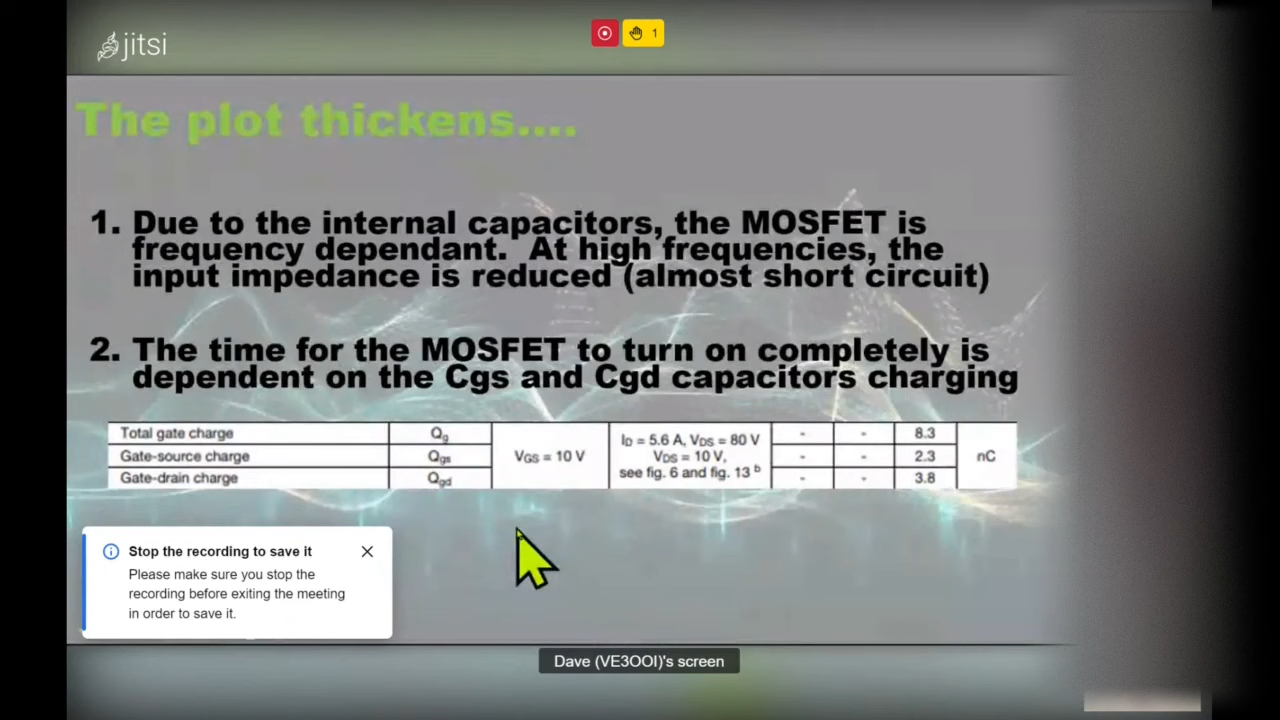 jitsi
1
The plot thickens....
1. Due to the internal capacitors, the MOSFET is
frequency dependant. At high frequencies, the
input impedance is reduced (almost short circuit)
2. The time for the MOSFET to turn on completely is
dependent on the Cgs and Cgd capacitors charging
Total gate charge Qg - - 8.3
Gate-source charge Qgs VGS = 10 V ID = 5.6 A, VDS = 80 V - - 2.3 nC
VDS = 10 V,
Gate-drain charge Qgd see fig. 6 and fig. 13 b - - 3.8
Stop the recording to save it
Please make sure you stop the
recording before exiting the meeting
in order to save it.
Dave (VE3OOI)'s screen